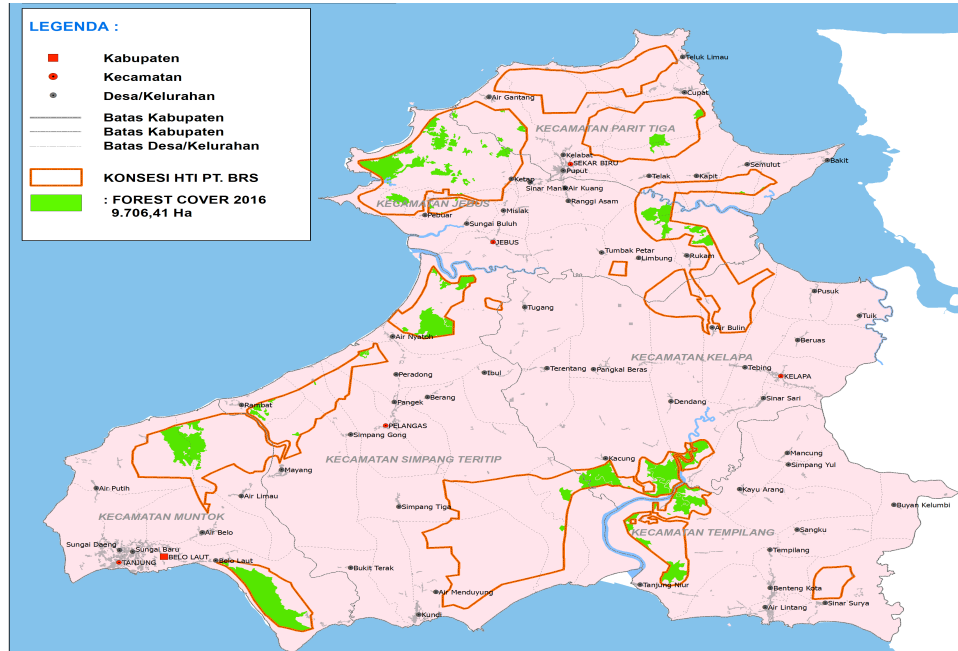 LEGENDA :
Kabupaten
Kecamatan
Desa/Kelurahan
Batas Kabupaten
Batas Kabupaten
Batas Desa/Kelurahan
KONSESI HTI PT. BRS
: FOREST COVER 2016
9.706,41 Ha
Teluk Limau
Cupat
Air Gantang
KECAMATAN PARIT TIGA
Kelabat
SEKAR BIRU
Puput
Semulut
Bakit
Ketap
Sinar Manik
Air Kuang
Telak
Kapit
Ranggi Asam
KECAMATAN JEBUS
Mislak
Pebuar
Sungai Buluh
JEBUS
Tumbak Petar
Limbung
Rukam
Pusuk
Tugang
Tuik
Air Bulin
Air Nyatoh
Beruas
KECAMATAN KELAPA
Terentang
Pangkal Beras
Tebing
KELAPA
Peradong
Ibul
Berang
Pangek
Dendang
Sinar Sari
Rambat
PELANGAS
Simpang Gong
KECAMATAN SIMPANG TERITIP
Kacung
Mancung
Simpang Yul
Mayang
Air Putih
Air Limau
Kayu Arang
Simpang Tiga
Buyan Kelumbi
KECAMATAN MUNTOK
Air Belo
KECAMATAN TEMPILANG
Sangku
Sungai Daeng
Sungai Baru
BELO LAUT
Belo Laut
TANJUNG
Tempilang
Bukit Terak
Tanjung Niur
Benteng Kota
Air Menduyung
Air Lintang
Sinar Surya
Kundi